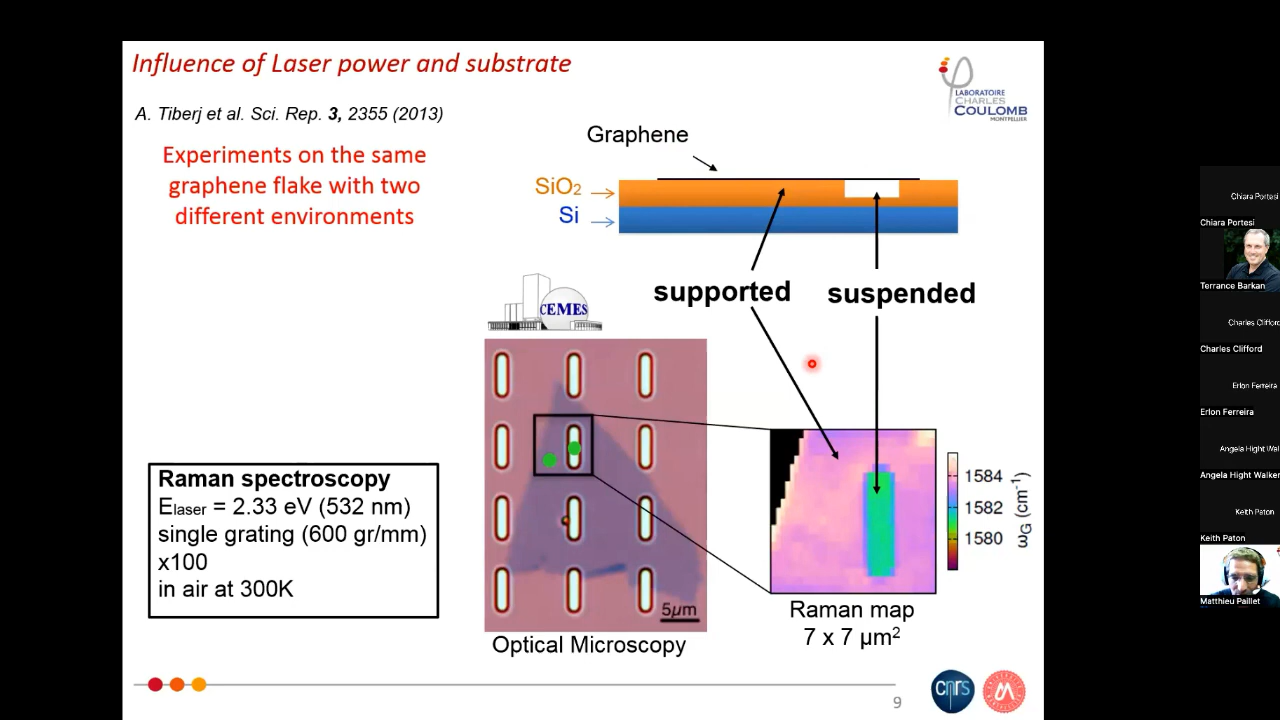 Influence of Laser power and substrate
LABORATOIRE
CHARLES
COULOMB
MONTPELLIER
A. Tiberj et al. Sci. Rep. 3, 2355 (2013)
Experiments on the same
graphene flake with two
different environments
Graphene
SiO2
Si
supported
suspended
CEMES
Raman spectroscopy
Elaser = 2.33 eV (532 nm)
single grating (600 gr/mm)
x100
in air at 300K
5µm
Optical Microscopy
1584
1582
1580
ωG (cm-1)
Raman map
7 x 7 µm2
cnrs
9
Chiara Portesi
Chiara Portesi
Terrance Barkan
Charles Clifford
Charles Clifford
Erlon Ferreira
Erlon Ferreira
Angela Hight Wal
Angela Hight Walker
Keith Paton
Keith Paton
Matthieu Paillet